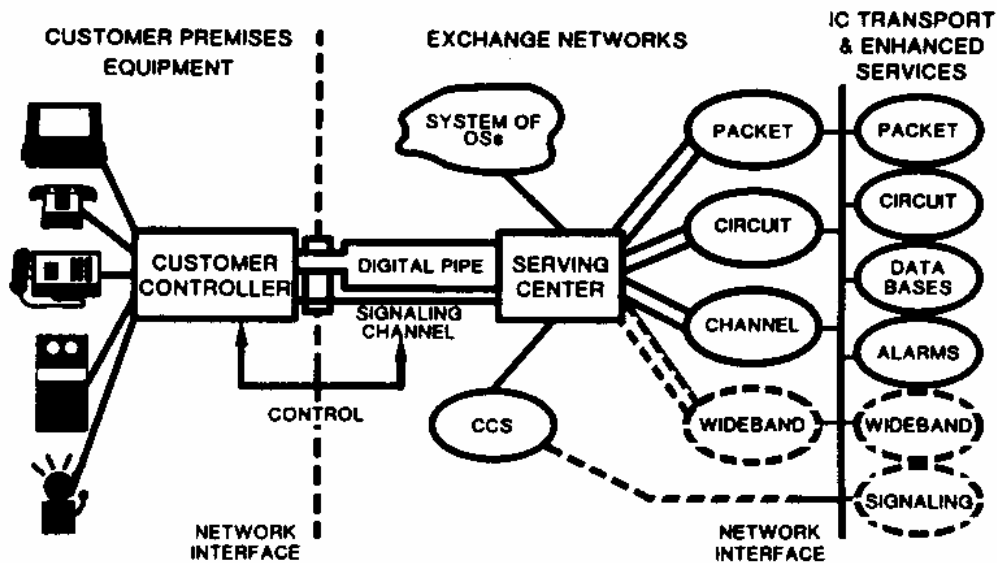 CUSTOMER PREMISES
EQUIPMENT
EXCHANGE NETWORKS
IC TRANSPORT
& ENHANCED
SERVICES
SYSTEM OF
OSs
PACKET
PACKET
CIRCUIT
CIRCUIT
CUSTOMER
CONTROLLER
DIGITAL PIPE
SERVING
CENTER
DATA
BASES
SIGNALING
CHANNEL
CHANNEL
ALARMS
CONTROL
CCS
WIDEBAND
WIDEBAND
SIGNALING
NETWORK
INTERFACE
NETWORK
INTERFACE